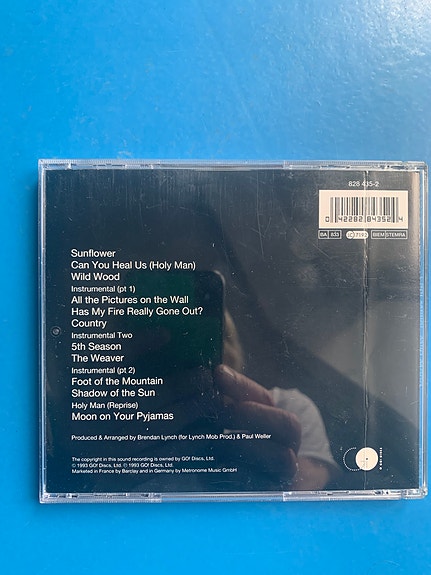 828 435-2
0 42282 84352 4
BA 833
BIEM STEMRA
Sunflower
Can You Heal Us (Holy Man)
Wild Wood
Instrumental (pt 1)
All the Pictures on the Wall
Has My Fire Really Gone Out?
Country
Instrumental Two
5th Season
The Weaver
Instrumental (pt 2)
Foot of the Mountain
Shadow of the Sun
Holy Man (Reprise)
Moon on Your Pyjamas
Produced & Arranged by Brendan Lynch (for Lynch Mob Prod.) & Paul Weller
The copyright in this sound recording is owned by GO! Discs, Ltd.
℗ 1993 GO! Discs, Ltd. © 1993 GO! Discs, Ltd.
Marketed in France by Barclay and in Germany by Metronome Music GmbH